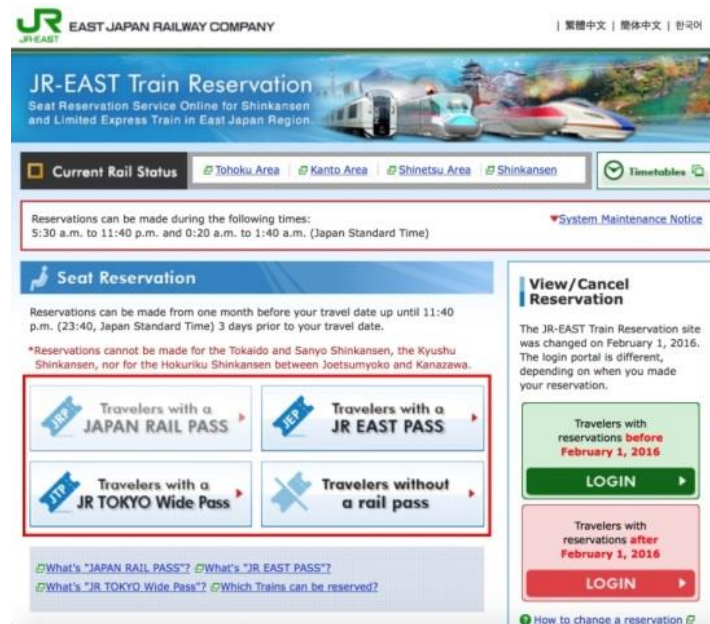 JR
JR-EAST
EAST JAPAN RAILWAY COMPANY
| 繁體中文 | 簡体中文 | 한국어
JR-EAST Train Reservation
Seat Reservation Service Online for Shinkansen
and Limited Express Train in East Japan Region.
Current Rail Status
Tohoku Area
Kanto Area
Shinetsu Area
Shinkansen
Timetables
Reservations can be made during the following times:
5:30 a.m. to 11:40 p.m. and 0:20 a.m. to 1:40 a.m. (Japan Standard Time)
▼System Maintenance Notice
Seat Reservation
Reservations can be made from one month before your travel date up until 11:40
p.m. (23:40, Japan Standard Time) 3 days prior to your travel date.
*Reservations cannot be made for the Tokaido and Sanyo Shinkansen, the Kyushu
Shinkansen, nor for the Hokuriku Shinkansen between Joetsumyoko and Kanazawa.
JRP
Travelers with a
JAPAN RAIL PASS
JEP
Travelers with a
JR EAST PASS
JTP
Travelers with a
JR TOKYO Wide Pass
Travelers without
a rail pass
What's "JAPAN RAIL PASS"? What's "JR EAST PASS"?
What's "JR TOKYO Wide Pass"? Which Trains can be reserved?
View/Cancel
Reservation
The JR-EAST Train Reservation site
was changed on February 1, 2016.
The login portal is different,
depending on when you made
your reservation.
Travelers with
reservations before
February 1, 2016
LOGIN
Travelers with
reservations after
February 1, 2016
LOGIN
How to change a reservation